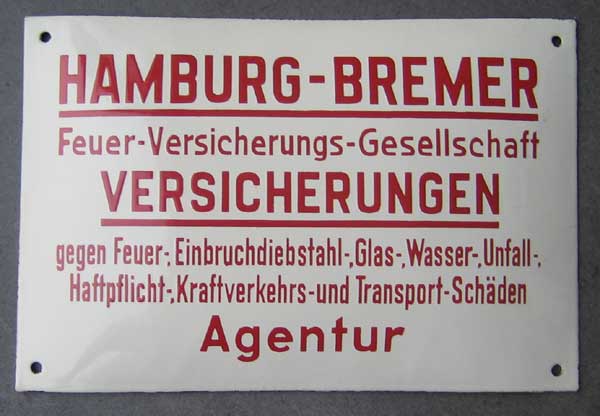 HAMBURG-BREMER
Feuer-Versicherungs-Gesellschaft
VERSICHERUNGEN
gegen Feuer-, Einbruchdiebstahl-, Glas-, Wasser-, Unfall-,
Haftpflicht-, Kraftverkehrs- und Transport-Schäden
Agentur